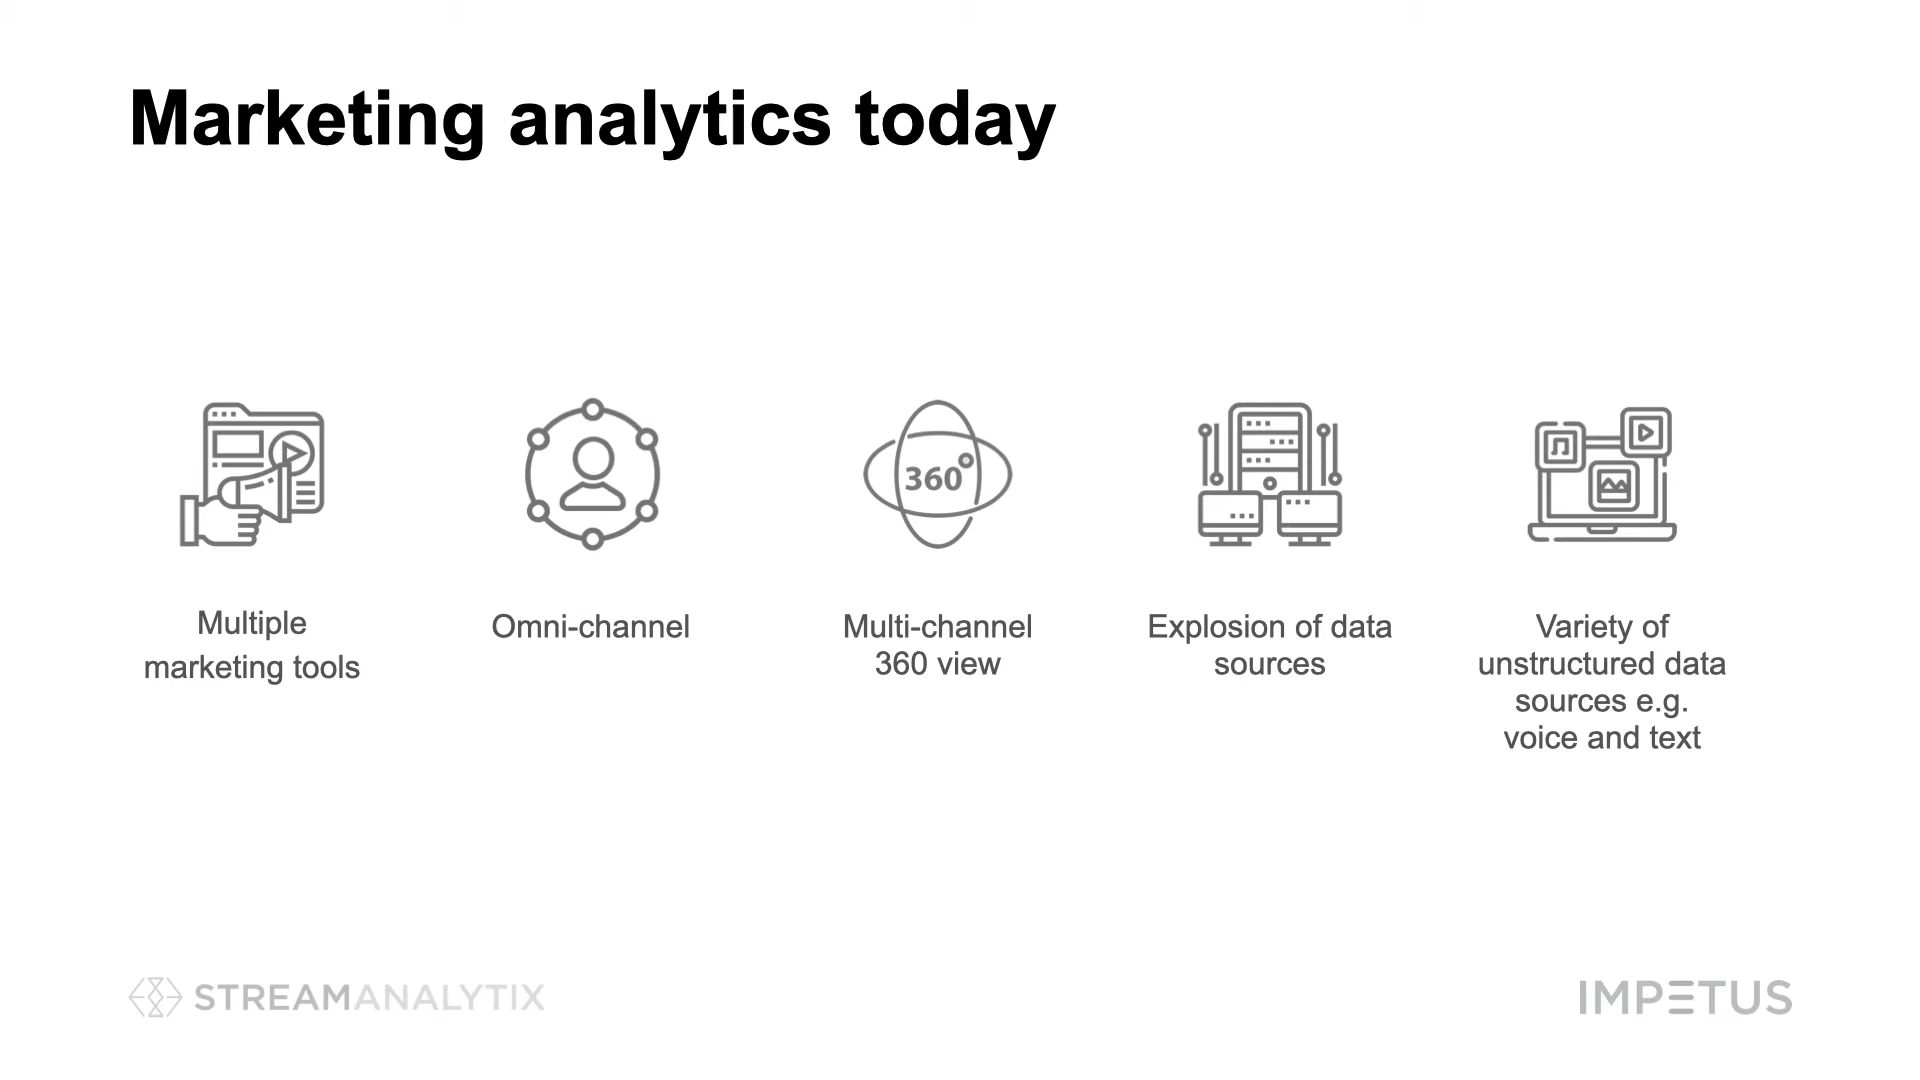 Marketing analytics today
360°
Multiple
marketing tools
Omni-channel
Multi-channel
360 view
Explosion of data
sources
Variety of
unstructured data
sources e.g.
voice and text
STREAMANALYTIX
IMPETUS